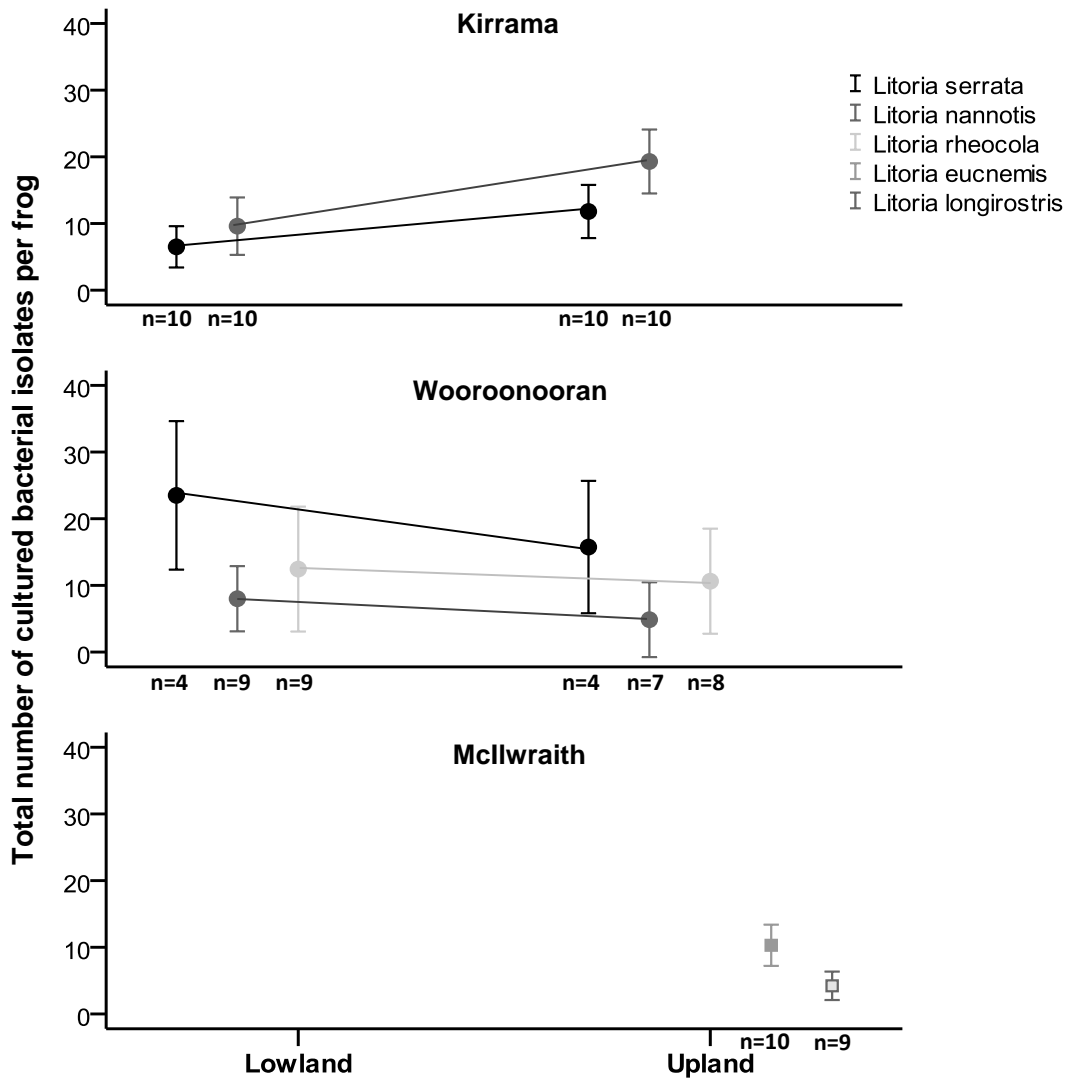 Total number of cultured bacterial isolates per frog
Kirrama
40
30
20
10
0
n=10 n=10 n=10 n=10
Litoria serrata
Litoria nannotis
Litoria rheocola
Litoria eucnemis
Litoria longirostris
Wooroonooran
40
30
20
10
0
n=4 n=9 n=9 n=4 n=7 n=8
McIlwraith
40
30
20
10
0
n=10 n=9
Lowland Upland